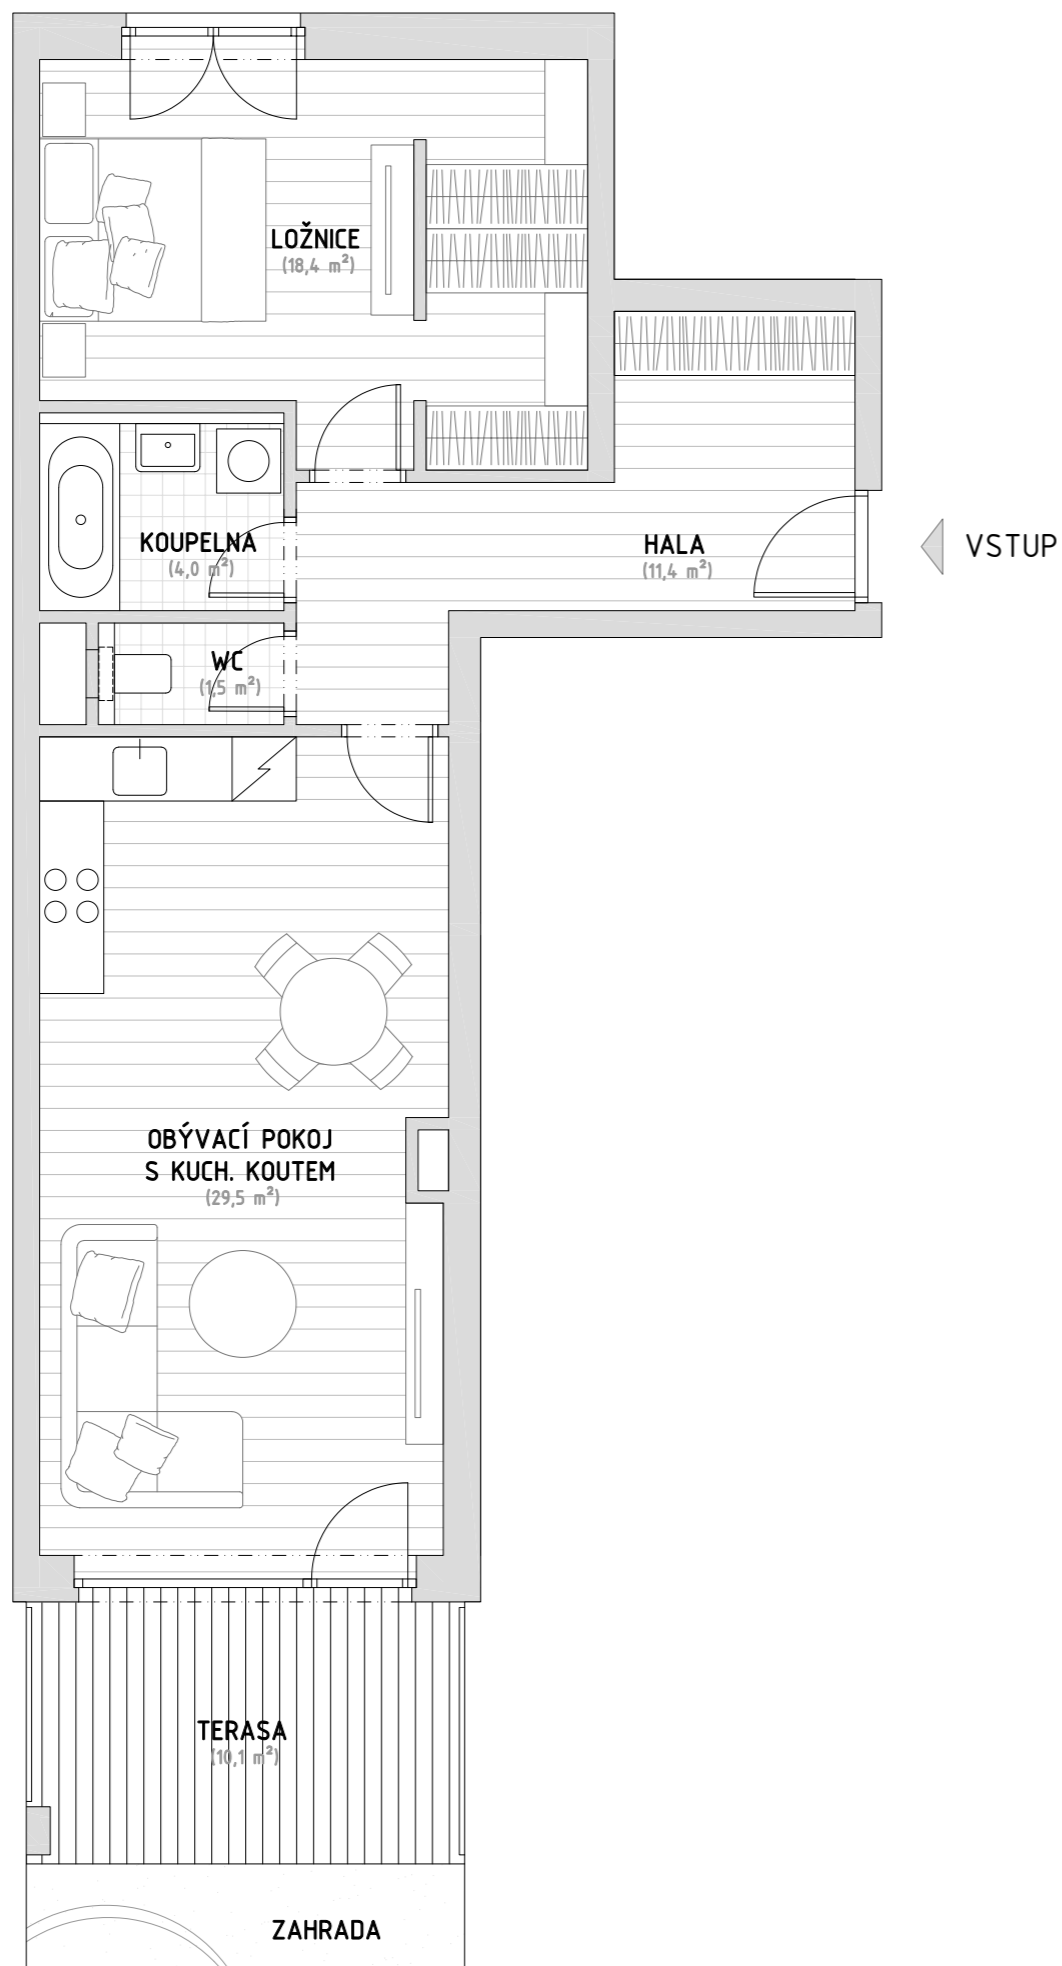 LOŽNICE
(18,4 m²)
KOUPELNA
(4,0 m²)
HALA
(11,4 m²)
VSTUP
WC
(1,5 m²)
OBÝVACÍ POKOJ
S KUCH. KOUTEM
(29,5 m²)
TERASA
(10,1 m²)
ZAHRADA